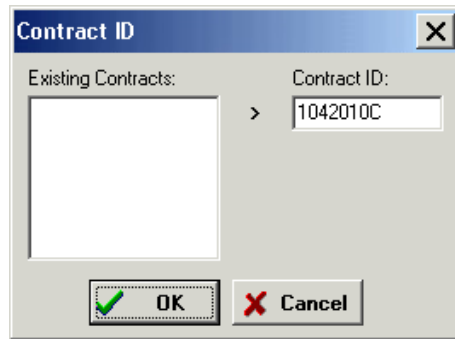 Contract ID
Existing Contracts:
Contract ID:
>
1042010C
OK
Cancel